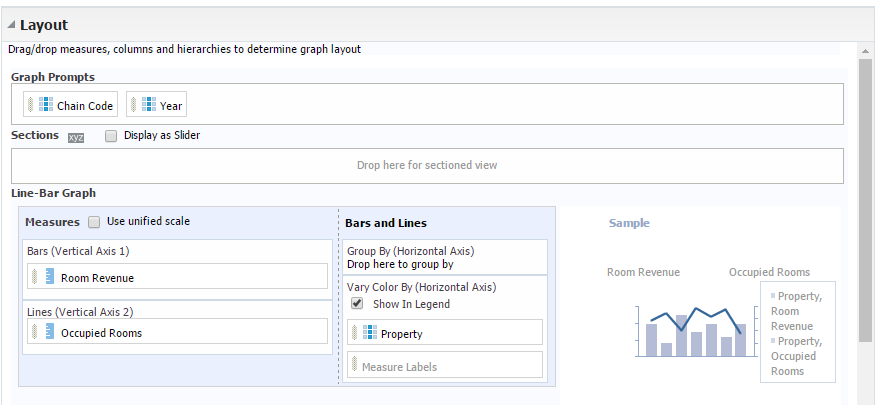 Layout
Drag/drop measures, columns and hierarchies to determine graph layout
Graph Prompts
Chain Code
Year
Sections xyz Display as Slider
Drop here for sectioned view
Line-Bar Graph
Measures Use unified scale
Bars (Vertical Axis 1)
Room Revenue
Lines (Vertical Axis 2)
Occupied Rooms
Bars and Lines
Group By (Horizontal Axis)
Drop here to group by
Vary Color By (Horizontal Axis)
Show In Legend
Property
Measure Labels
Sample
Room Revenue
Occupied Rooms
Property,
Room
Revenue
Property,
Occupied
Rooms